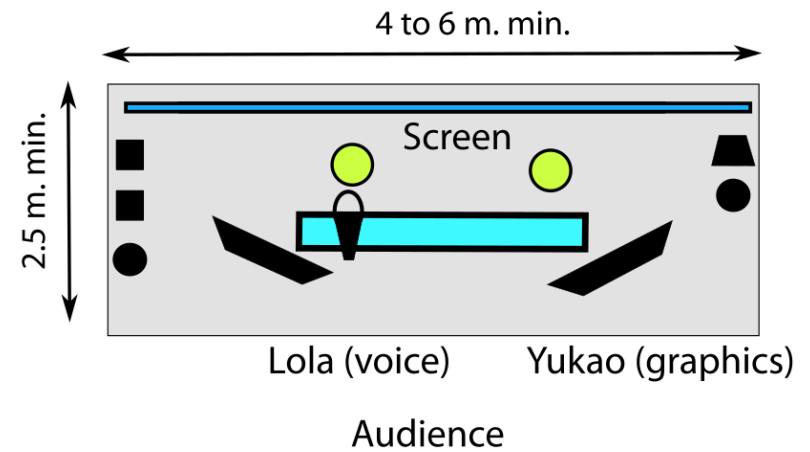 4 to 6 m. min.
2.5 m. min.
Screen
Lola (voice)
Yukao (graphics)
Audience